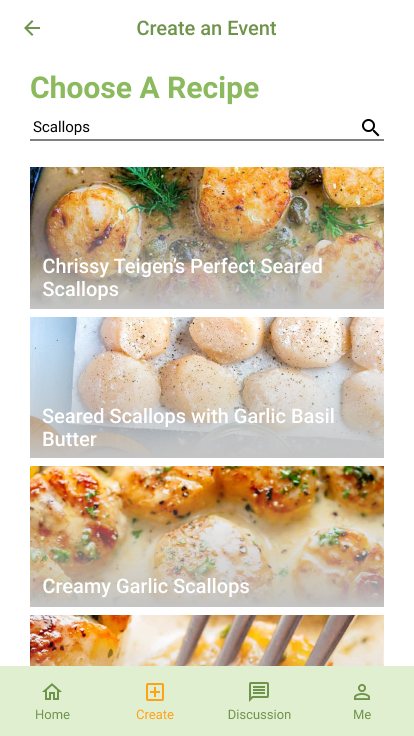 Create an Event
Choose A Recipe
Scallops
Chrissy Teigen's Perfect Seared
Scallops
Seared Scallops with Garlic Basil
Butter
Creamy Garlic Scallops
Home
Create
Discussion
Me